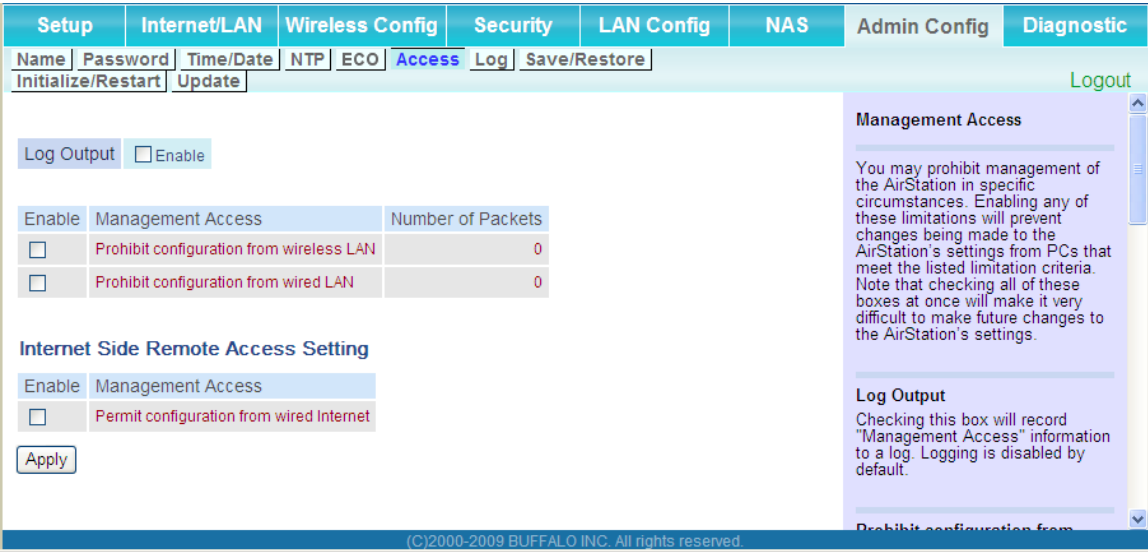 Setup Internet/LAN Wireless Config Security LAN Config NAS Admin Config Diagnostic
Name Password Time/Date NTP ECO Access Log Save/Restore
Initialize/Restart Update
Logout
Log Output Enable
Enable Management Access Number of Packets
Prohibit configuration from wireless LAN 0
Prohibit configuration from wired LAN 0
Internet Side Remote Access Setting
Enable Management Access
Permit configuration from wired Internet
Apply
Management Access
You may prohibit management of
the AirStation in specific
circumstances. Enabling any of
these limitations will prevent
changes being made to the
AirStation's settings from PCs that
meet the listed limitation criteria.
Note that checking all of these
boxes at once will make it very
difficult to make future changes to
the AirStation's settings.
Log Output
Checking this box will record
"Management Access" information
to a log. Logging is disabled by
default.
Prohibit configuration from
(C)2000-2009 BUFFALO INC. All rights reserved.